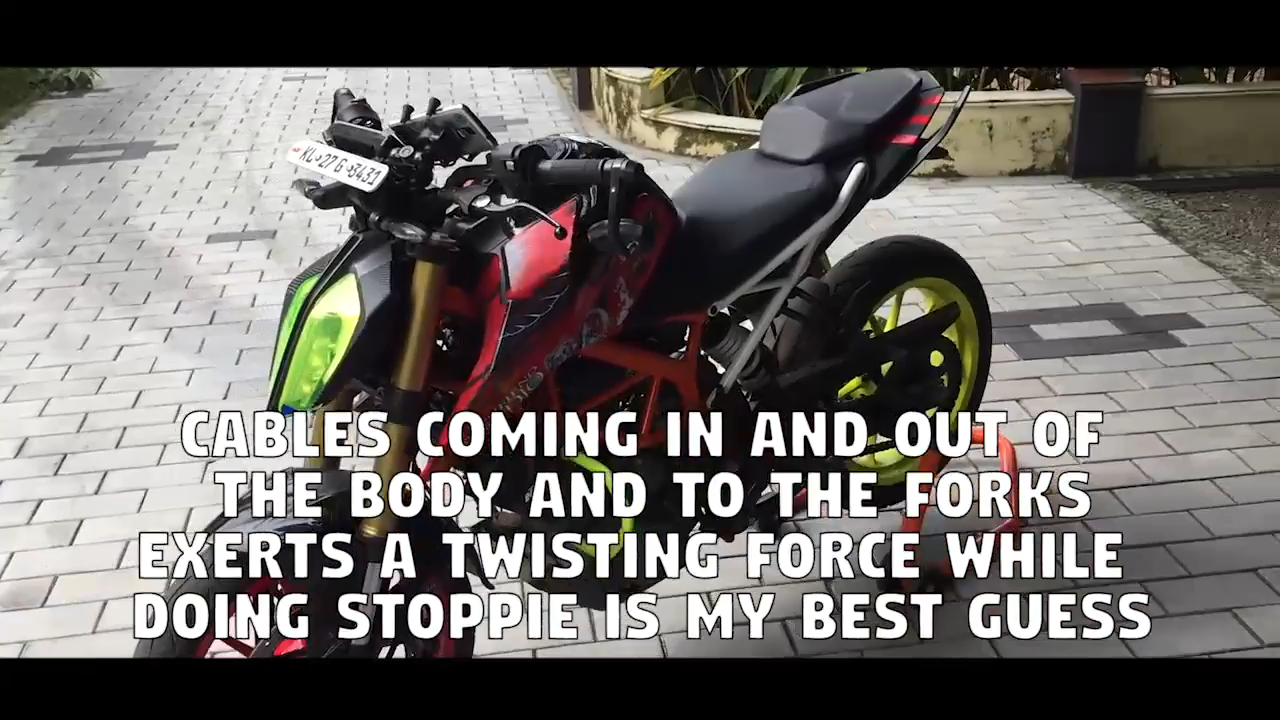 KL 27 G 3431
CABLES COMING IN AND OUT OF
THE BODY AND TO THE FORKS
EXERTS A TWISTING FORCE WHILE
DOING STOPPIE IS MY BEST GUESS